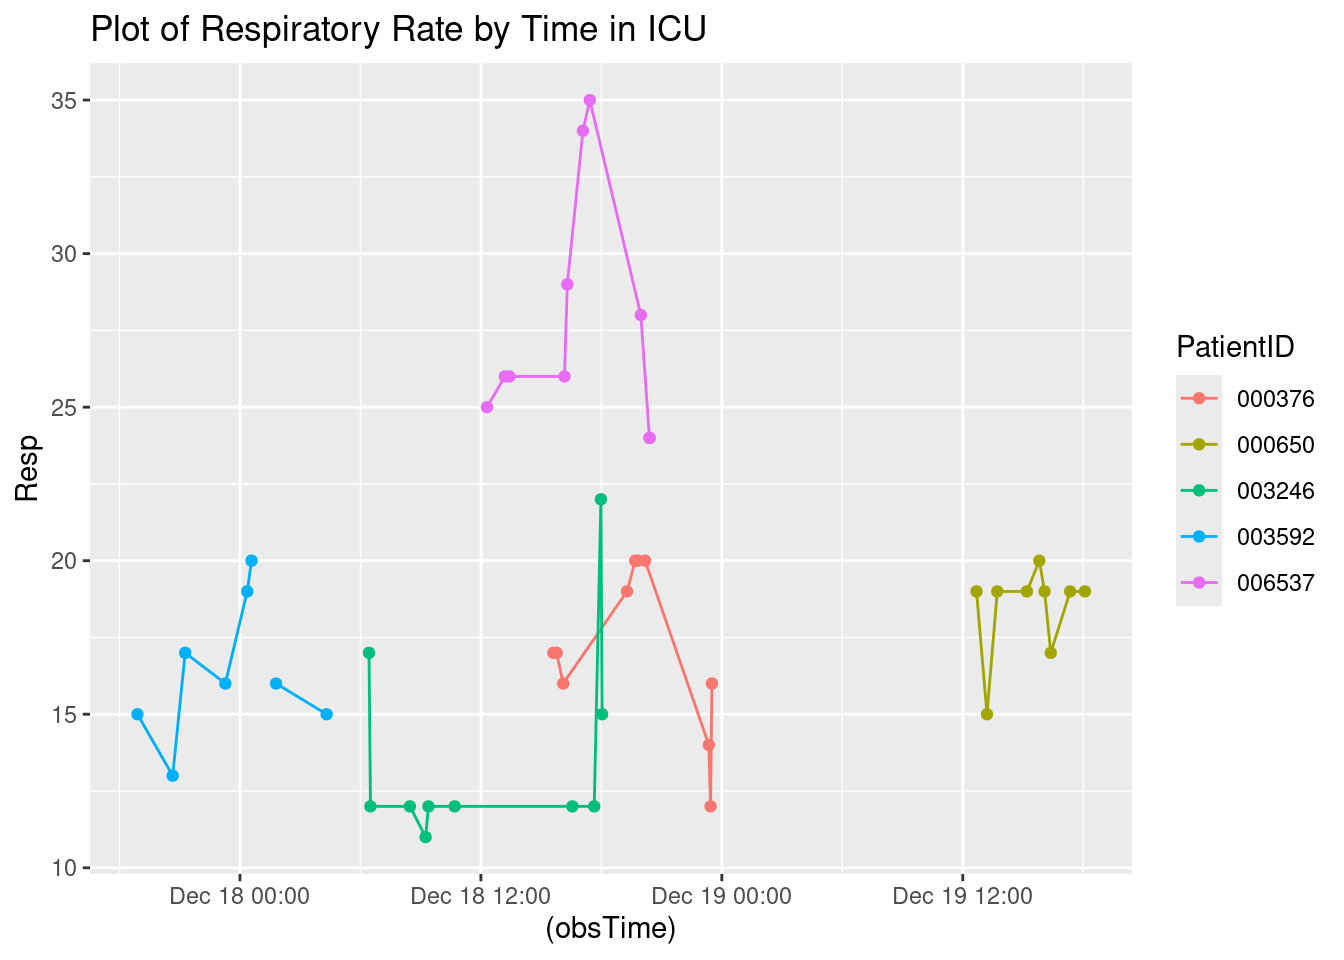 Plot of Respiratory Rate by Time in ICU
35
30
25
20
15
10
Resp
Dec 18 00:00
Dec 18 12:00
Dec 19 00:00
Dec 19 12:00
(obsTime)
PatientID
000376
000650
003246
003592
006537